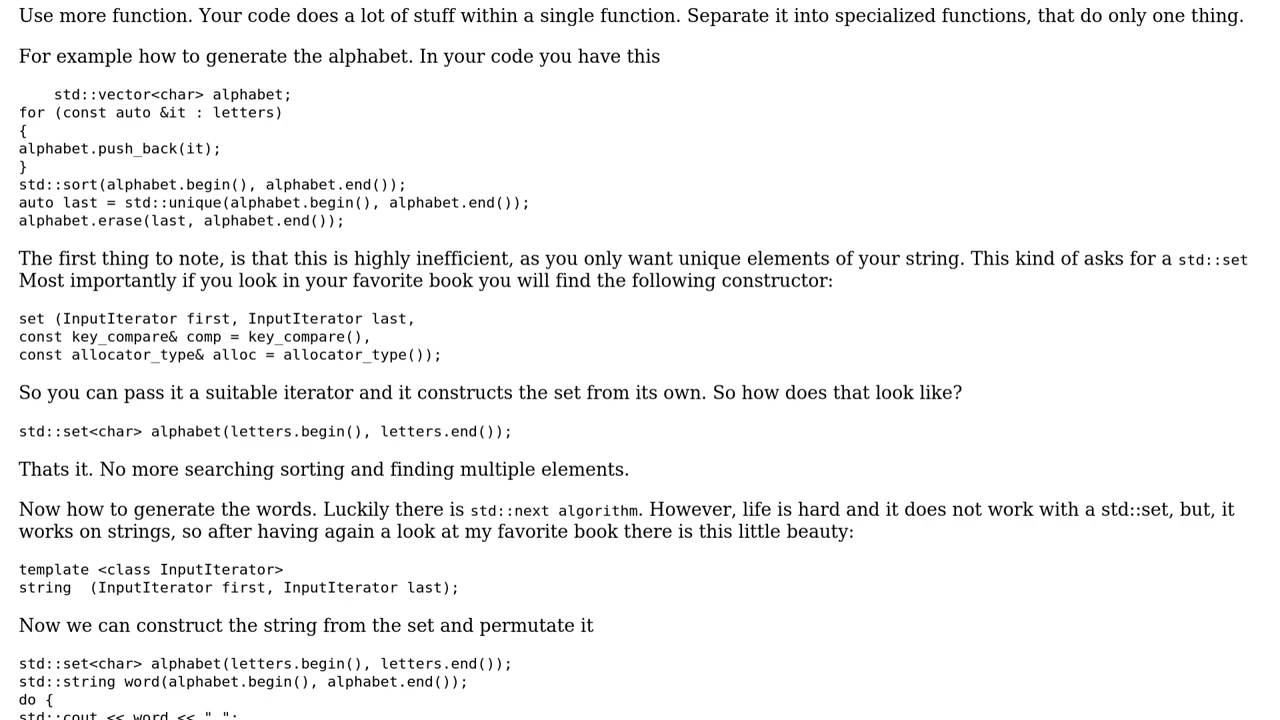 Use more function. Your code does a lot of stuff within a single function. Separate it into specialized functions, that do only one thing.
For example how to generate the alphabet. In your code you have this
    std::vector<char> alphabet;
for (const auto &it : letters)
{
alphabet.push_back(it);
}
std::sort(alphabet.begin(), alphabet.end());
auto last = std::unique(alphabet.begin(), alphabet.end());
alphabet.erase(last, alphabet.end());
The first thing to note, is that this is highly inefficient, as you only want unique elements of your string. This kind of asks for a std::set
Most importantly if you look in your favorite book you will find the following constructor:
set (InputIterator first, InputIterator last,
const key_compare& comp = key_compare(),
const allocator_type& alloc = allocator_type());
So you can pass it a suitable iterator and it constructs the set from its own. So how does that look like?
std::set<char> alphabet(letters.begin(), letters.end());
Thats it. No more searching sorting and finding multiple elements.
Now how to generate the words. Luckily there is std::next algorithm. However, life is hard and it does not work with a std::set, but, it
works on strings, so after having again a look at my favorite book there is this little beauty:
template <class InputIterator>
string  (InputIterator first, InputIterator last);
Now we can construct the string from the set and permutate it
std::set<char> alphabet(letters.begin(), letters.end());
std::string word(alphabet.begin(), alphabet.end());
do {
std::cout << word << " ";